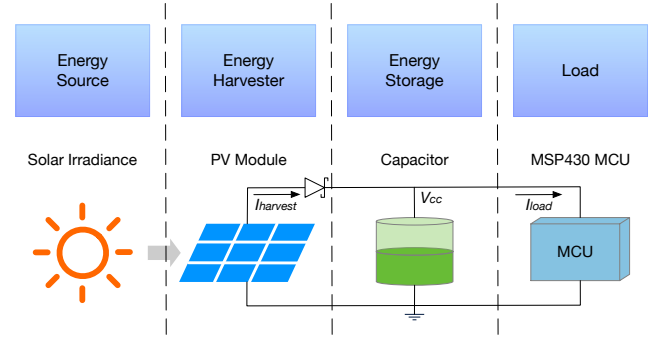 Energy
Source
Energy
Harvester
Energy
Storage
Load
Solar Irradiance
PV Module
Capacitor
MSP430 MCU
Iharvest
Vcc
Iload
MCU